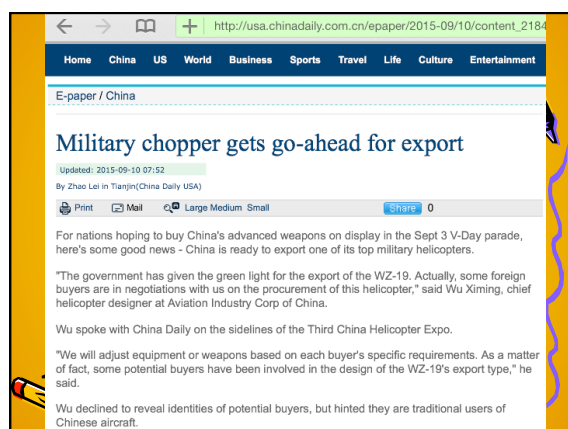 http://usa.chinadaily.com.cn/epaper/2015-09/10/content_2184
Home China US World Business Sports Travel Life Culture Entertainment
E-paper / China
Military chopper gets go-ahead for export
Updated: 2015-09-10 07:52
By Zhao Lei in Tianjin(China Daily USA)
Print Mail Large Medium Small Share 0
For nations hoping to buy China's advanced weapons on display in the Sept 3 V-Day parade,
here's some good news - China is ready to export one of its top military helicopters.
"The government has given the green light for the export of the WZ-19. Actually, some foreign
buyers are in negotiations with us on the procurement of this helicopter," said Wu Ximing, chief
helicopter designer at Aviation Industry Corp of China.
Wu spoke with China Daily on the sidelines of the Third China Helicopter Expo.
"We will adjust equipment or weapons based on each buyer's specific requirements. As a matter
of fact, some potential buyers have been involved in the design of the WZ-19's export type," he
said.
Wu declined to reveal identities of potential buyers, but hinted they are traditional users of
Chinese aircraft.